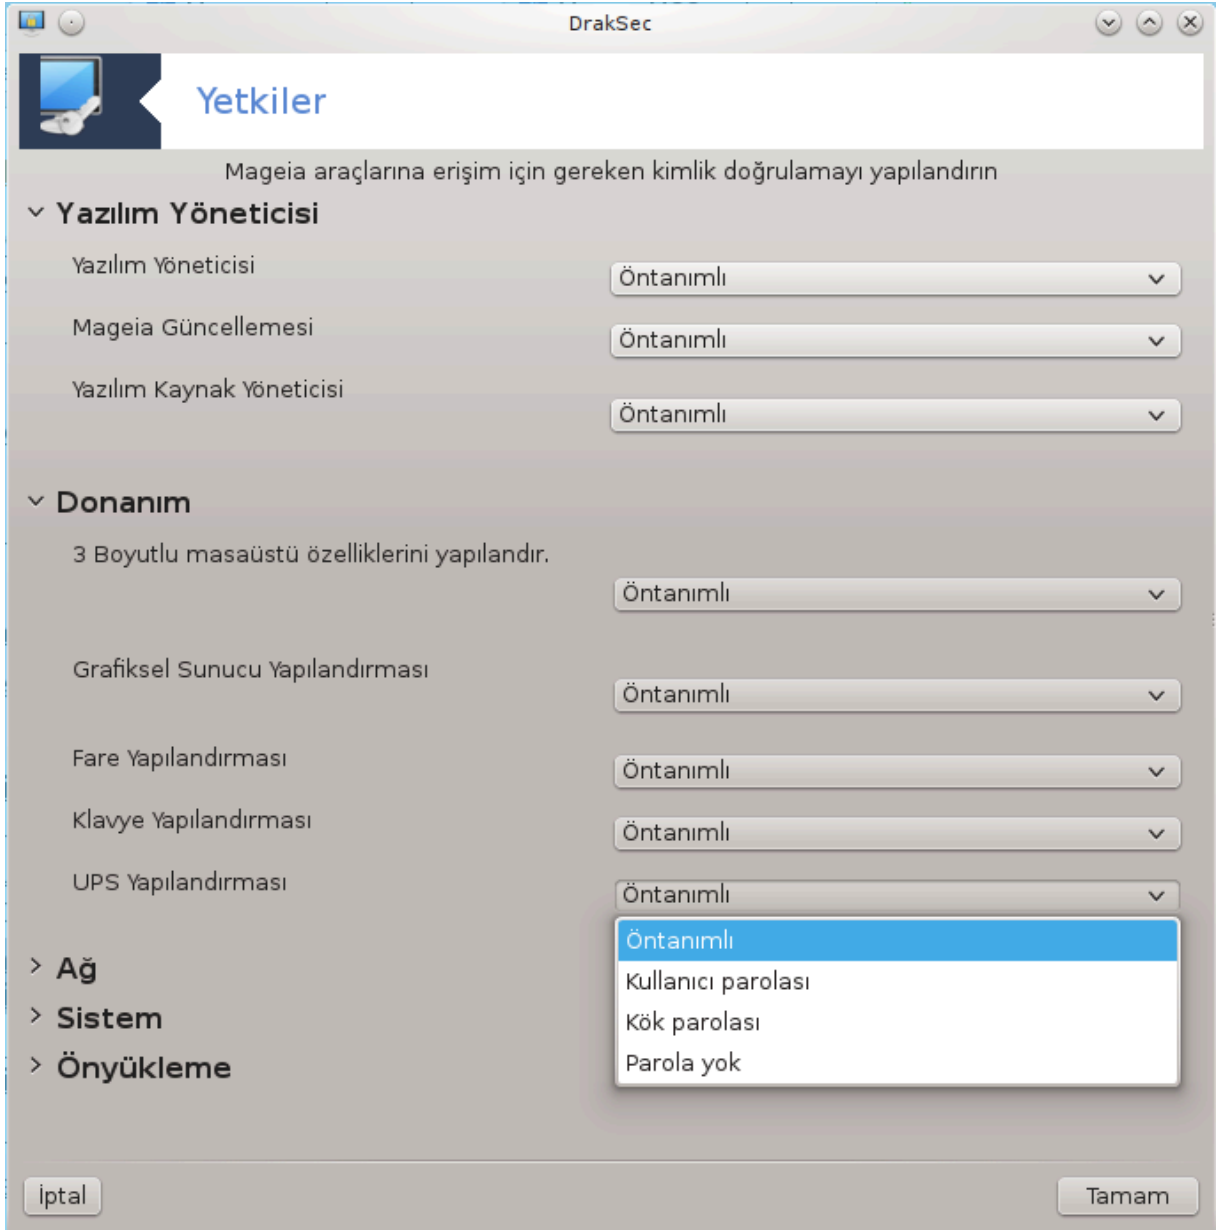 DrakSec
Yetkiler
Mageia araçlarına erişim için gereken kimlik doğrulamayı yapılandırın
Yazılım Yöneticisi
Yazılım Yöneticisi
Öntanımlı
Mageia Güncellemesi
Öntanımlı
Yazılım Kaynak Yöneticisi
Öntanımlı
Donanım
3 Boyutlu masaüstü özelliklerini yapılandır.
Öntanımlı
Grafiksel Sunucu Yapılandırması
Öntanımlı
Fare Yapılandırması
Öntanımlı
Klavye Yapılandırması
Öntanımlı
UPS Yapılandırması
Öntanımlı
Öntanımlı
Kullanıcı parolası
Kök parolası
Parola yok
Ağ
Sistem
Önyükleme
İptal
Tamam